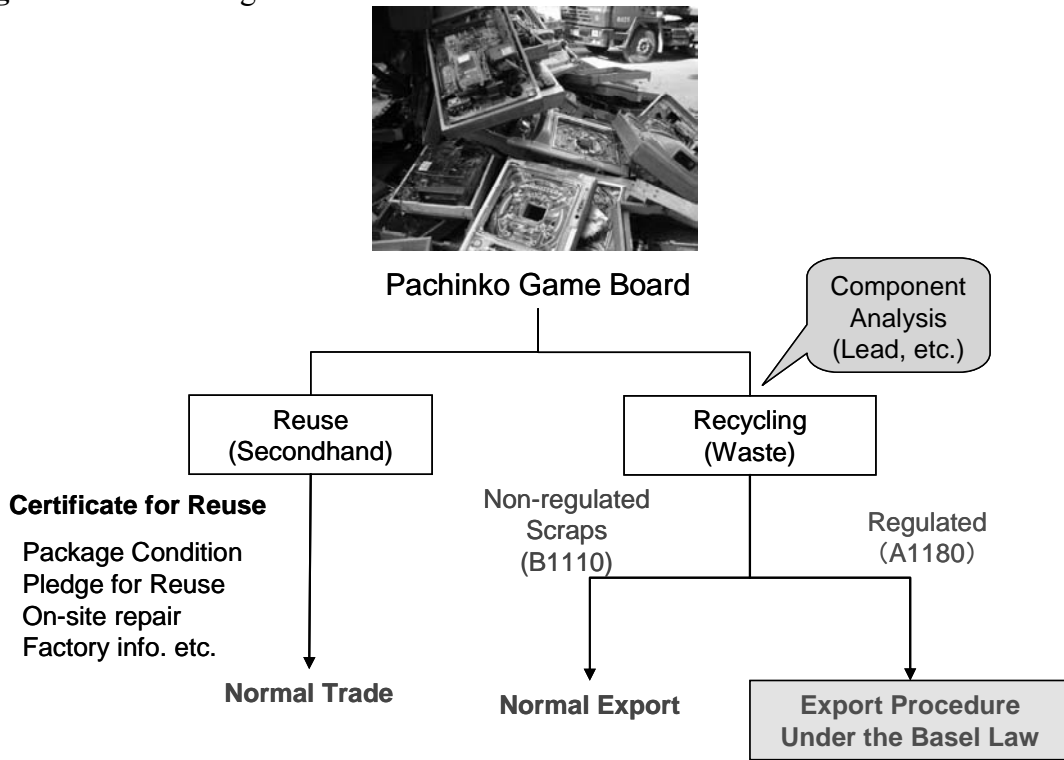 Pachinko Game Board
Component
Analysis
(Lead, etc.)
Reuse
(Secondhand)
Recycling
(Waste)
Certificate for Reuse
Package Condition
Pledge for Reuse
On-site repair
Factory info. etc.
Non-regulated
Scraps
(B1110)
Regulated
（A1180）
Normal Trade
Normal Export
Export Procedure
Under the Basel Law